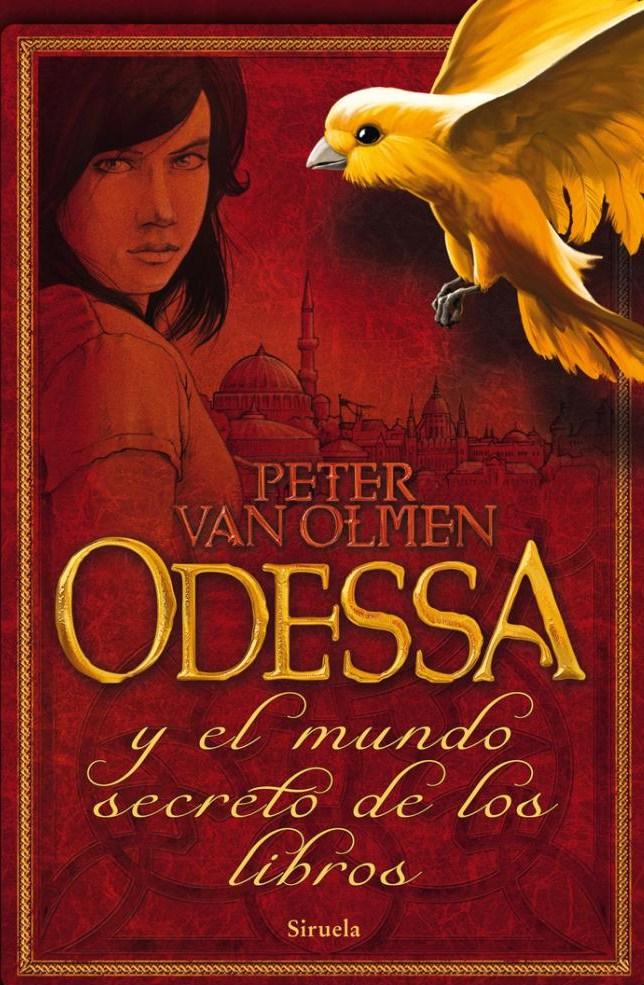 PETER
VAN OLMEN
ODESSA
y el mundo
secreto de los
libros
Siruela